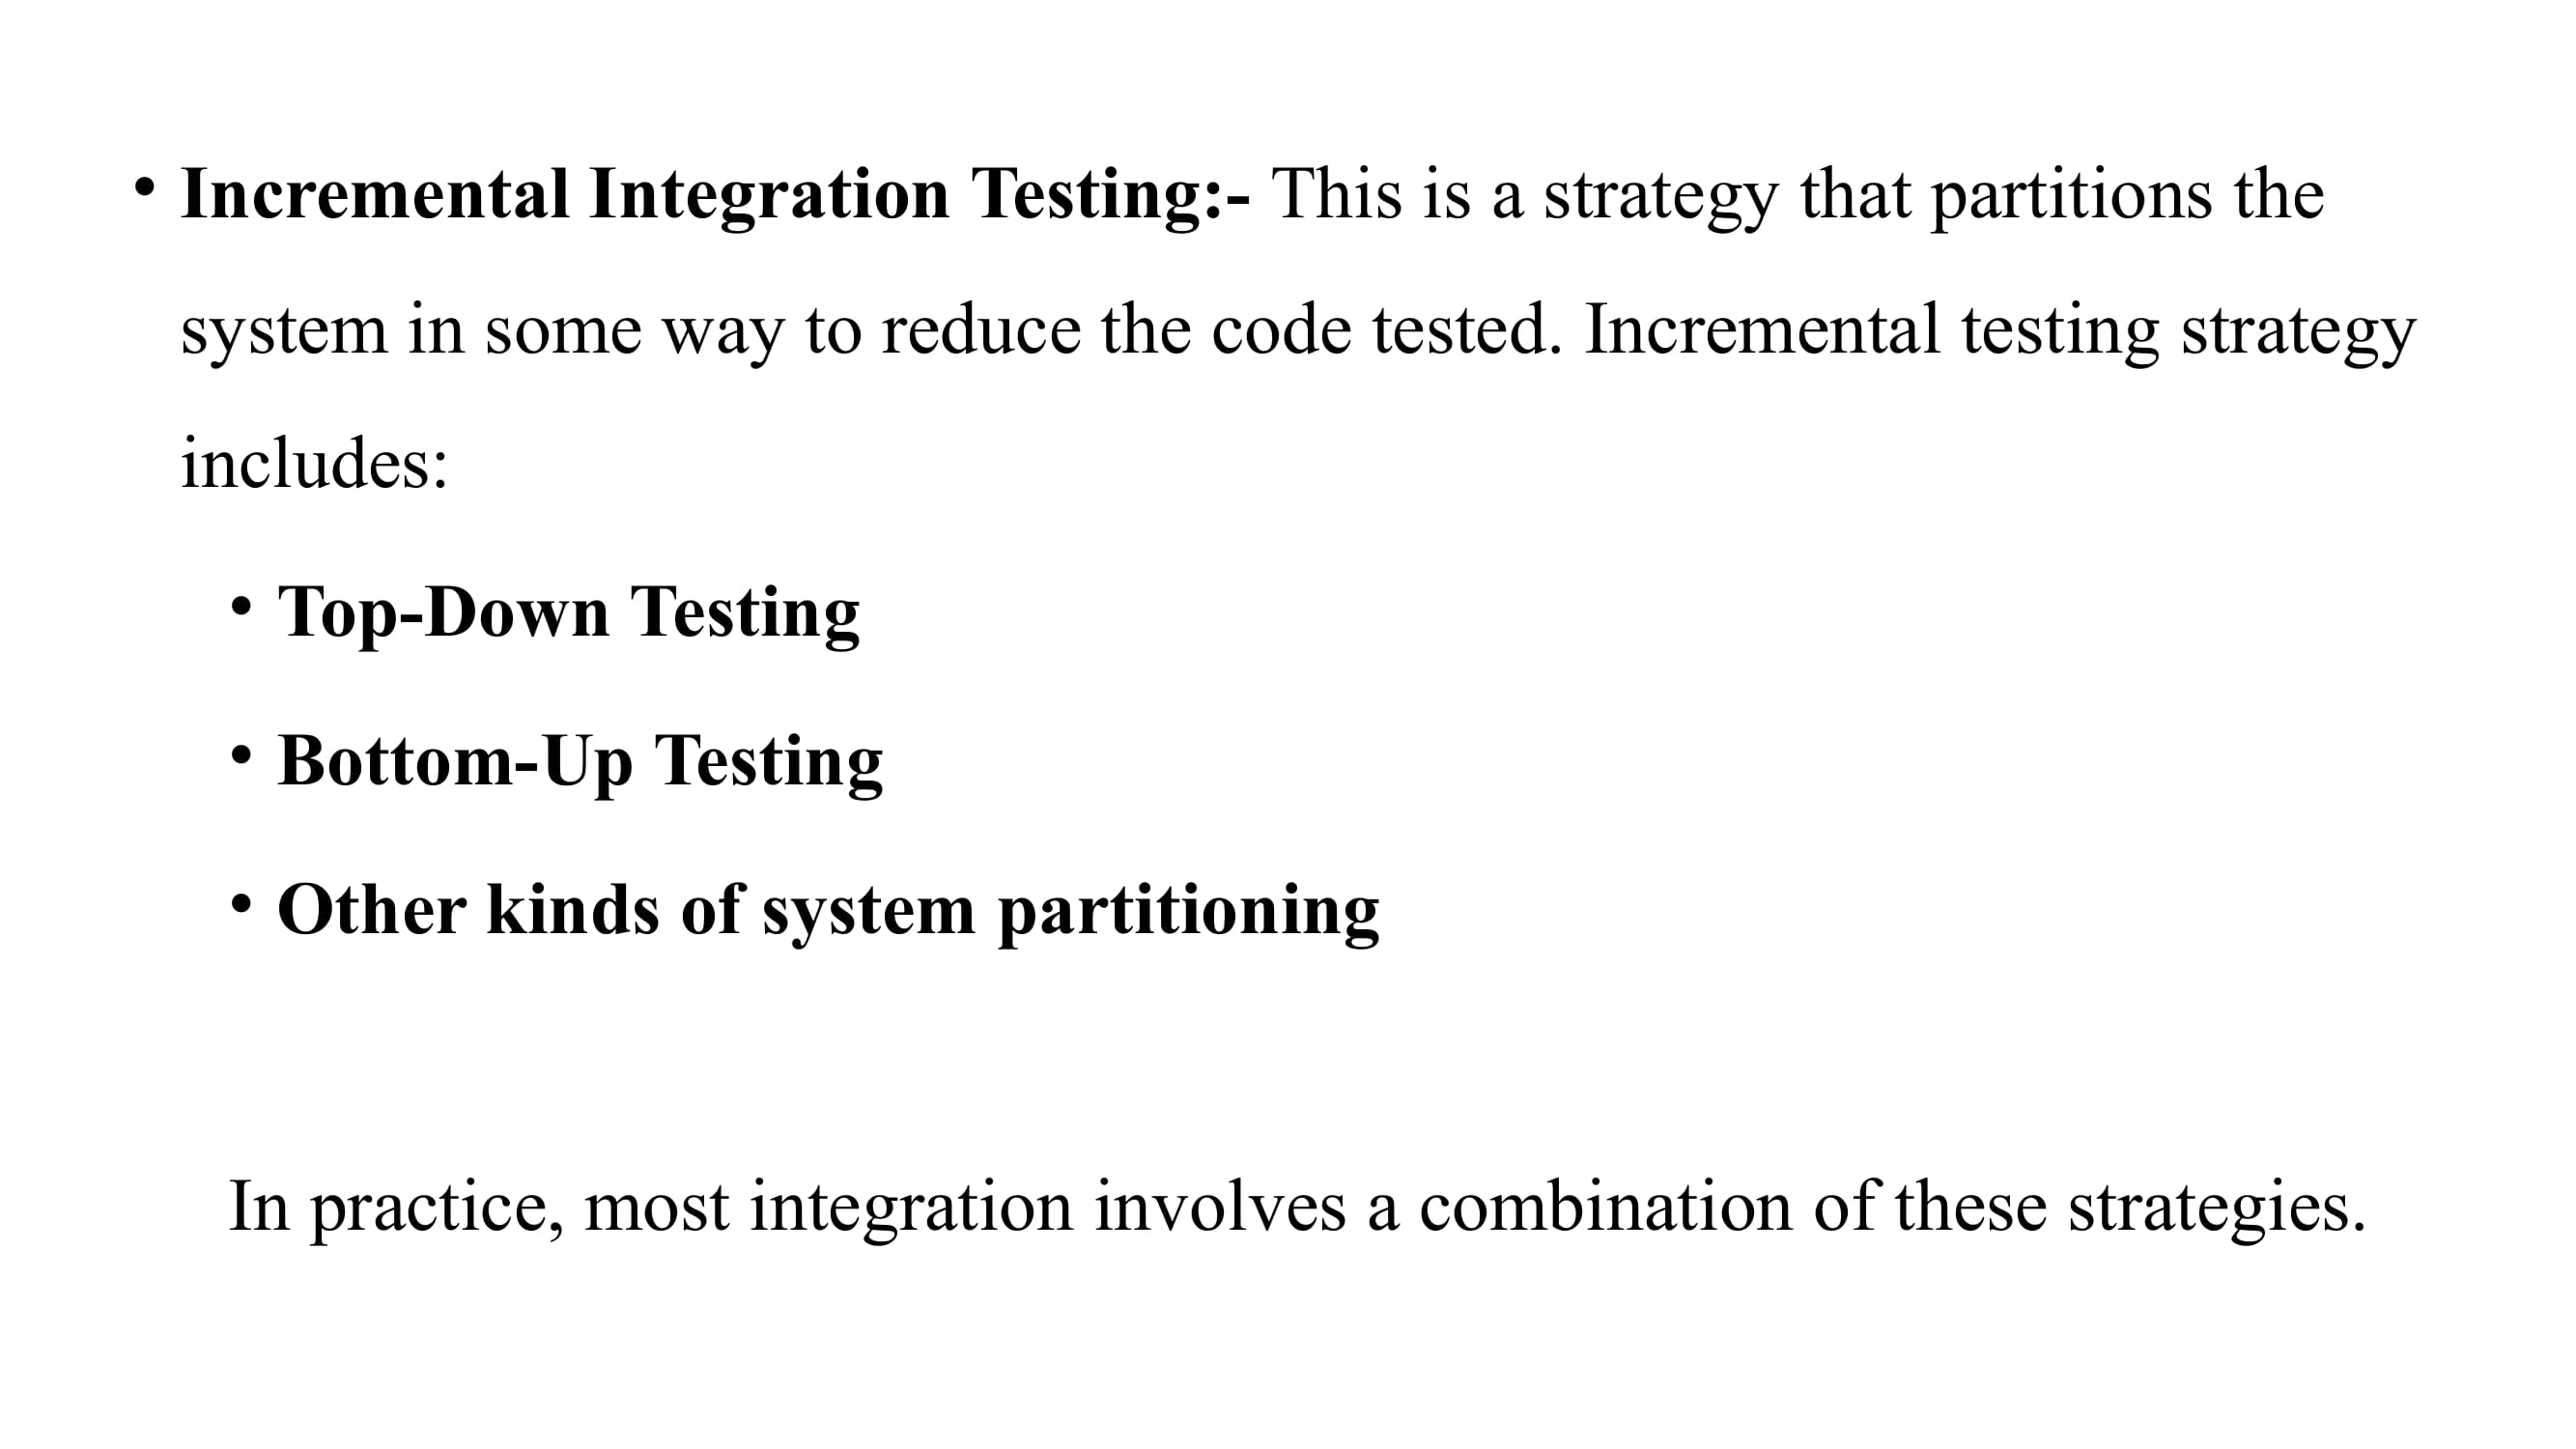 • Incremental Integration Testing:- This is a strategy that partitions the
system in some way to reduce the code tested. Incremental testing strategy
includes:
• Top-Down Testing
• Bottom-Up Testing
• Other kinds of system partitioning
In practice, most integration involves a combination of these strategies.